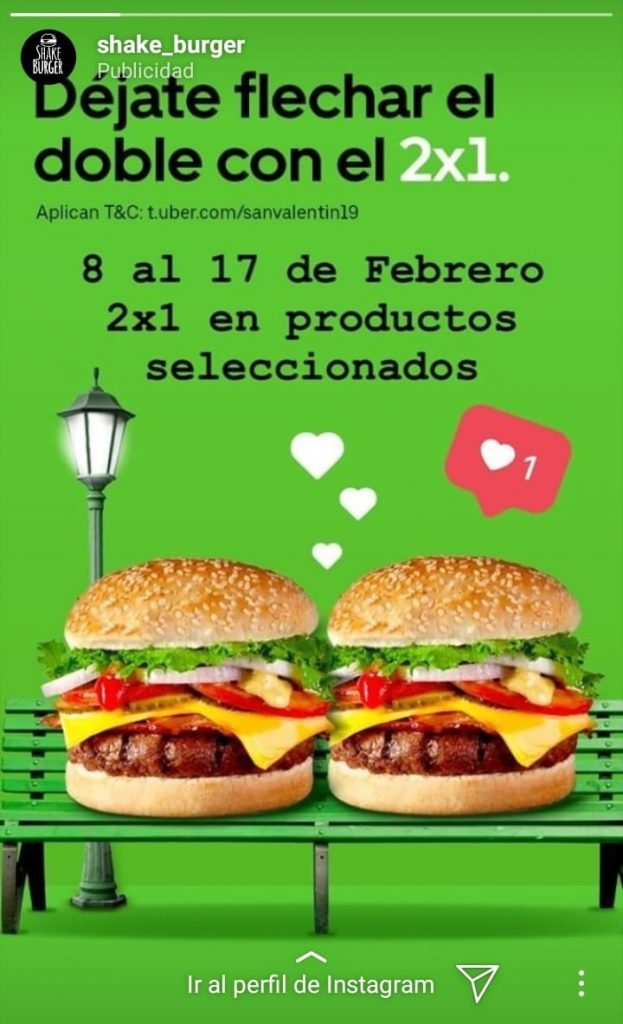 SHAKE
BURGER
shake_burger
Publicidad
Déjate flechar el
doble con el 2x1.
Aplican T&C: t.uber.com/sanvalentin19
8 al 17 de Febrero
2x1 en productos
seleccionados
1
Ir al perfil de Instagram